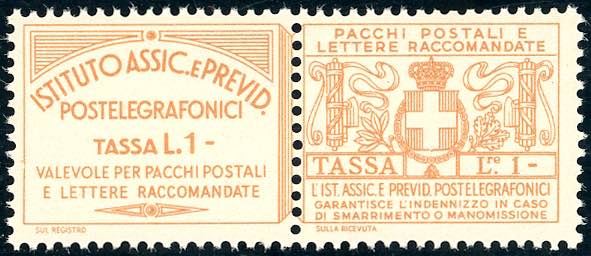 ISTITUTO ASSIC. E PREVID.
POSTELEGRAFONICI
TASSA L. 1 -
VALEVOLE PER PACCHI POSTALI
E LETTERE RACCOMANDATE
SUL REGISTRO
PACCHI POSTALI E
LETTERE RACCOMANDATE
TASSA Lre 1 -
L'IST. ASSIC. E PREVID. POSTELEGRAFONICI
GARANTISCE L'INDENNIZZO IN CASO
DI SMARRIMENTO O MANOMISSIONE
SULLA RICEVUTA